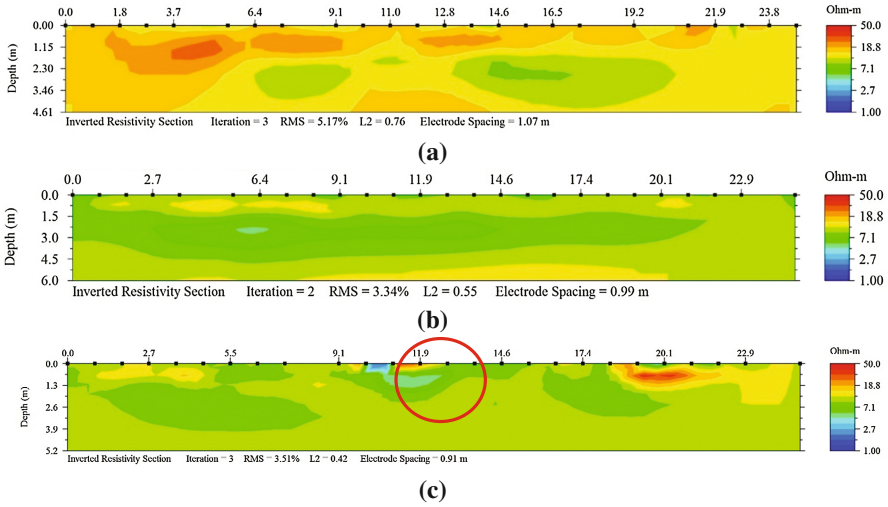 0.0 1.8 3.7 6.4 9.1 11.0 12.8 14.6 16.5 19.2 21.9 23.8
Ohm-m
Depth (m)
0.00
1.15
2.30
3.46
4.61
50.0
18.8
7.1
2.7
1.00
Inverted Resistivity Section Iteration = 3 RMS = 5.17% L2 = 0.76 Electrode Spacing = 1.07 m
(a)
0.0 2.7 6.4 9.1 11.9 14.6 17.4 20.1 22.9
Ohm-m
Depth (m)
0.0
1.5
3.0
4.5
6.0
50.0
18.8
7.1
2.7
1.00
Inverted Resistivity Section Iteration = 2 RMS = 3.34% L2 = 0.55 Electrode Spacing = 0.99 m
(b)
0.0 2.7 5.5 9.1 11.9 14.6 17.4 20.1 22.9
Ohm-m
Depth (m)
0.0
1.3
2.6
3.9
5.2
50.0
18.8
7.1
2.7
1.00
Inverted Resistivity Section Iteration = 3 RMS = 3.51% L2 = 0.42 Electrode Spacing = 0.91 m
(c)